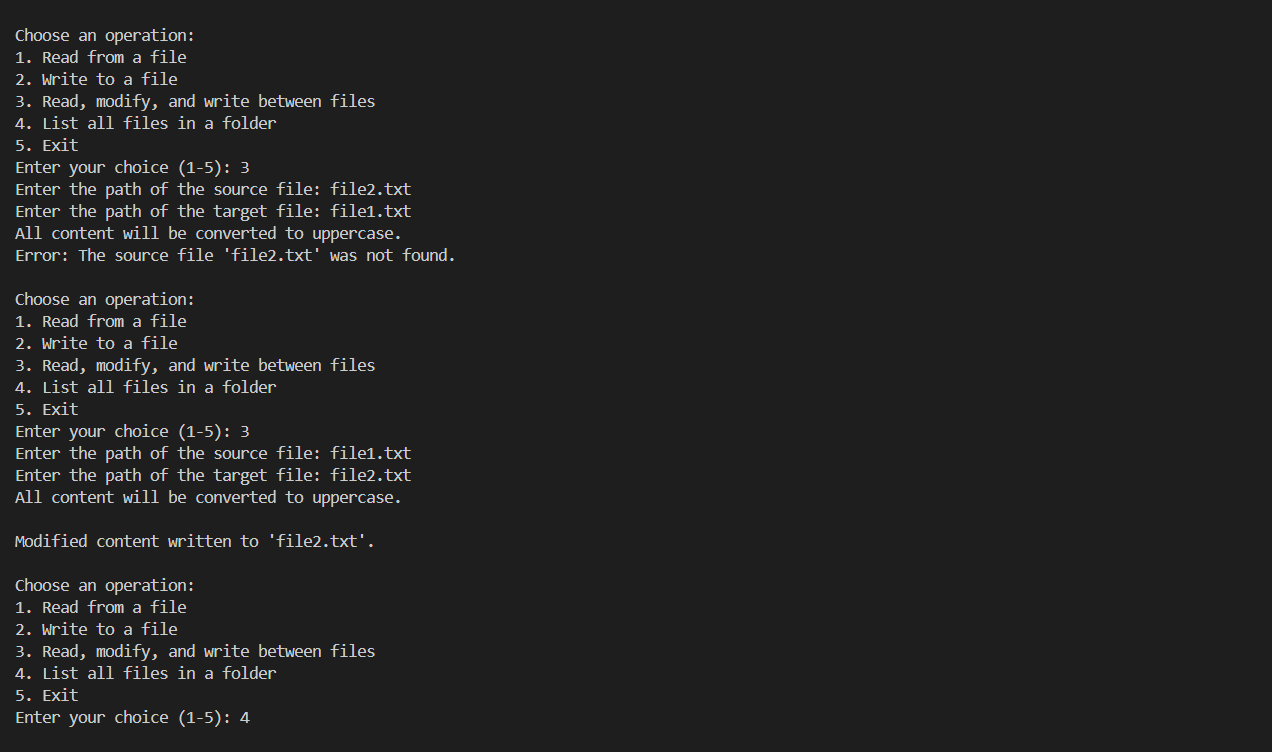 Choose an operation:
1. Read from a file
2. Write to a file
3. Read, modify, and write between files
4. List all files in a folder
5. Exit
Enter your choice (1-5): 3
Enter the path of the source file: file2.txt
Enter the path of the target file: file1.txt
All content will be converted to uppercase.
Error: The source file 'file2.txt' was not found.

Choose an operation:
1. Read from a file
2. Write to a file
3. Read, modify, and write between files
4. List all files in a folder
5. Exit
Enter your choice (1-5): 3
Enter the path of the source file: file1.txt
Enter the path of the target file: file2.txt
All content will be converted to uppercase.

Modified content written to 'file2.txt'.

Choose an operation:
1. Read from a file
2. Write to a file
3. Read, modify, and write between files
4. List all files in a folder
5. Exit
Enter your choice (1-5): 4